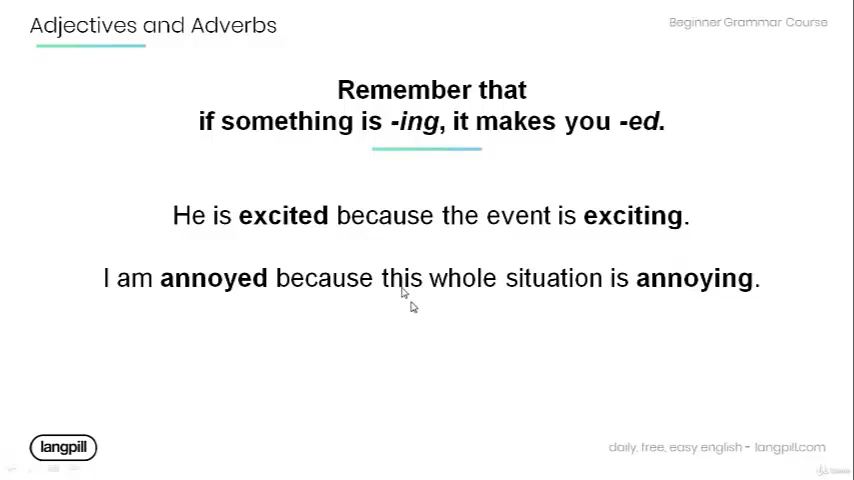 Adjectives and Adverbs
Beginner Grammar Course
Remember that
if something is -ing, it makes you -ed.
He is excited because the event is exciting.
I am annoyed because this whole situation is annoying.
langpill
daily, free, easy english - langpill.com